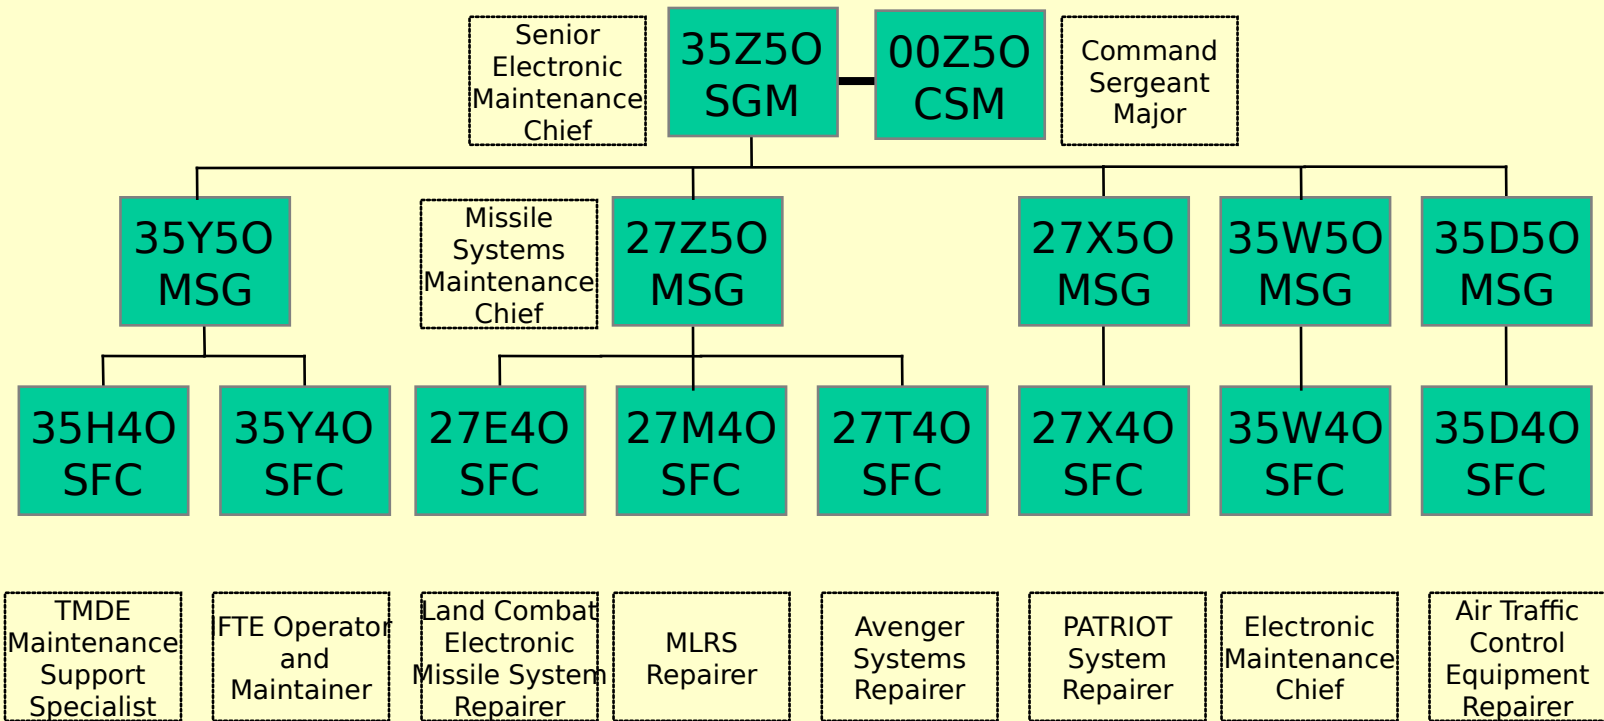 Senior
Electronic
Maintenance
Chief
35Z5O
SGM
00Z5O
CSM
Command
Sergeant
Major
35Y5O
MSG
Missile
Systems
Maintenance
Chief
27Z5O
MSG
27X5O
MSG
35W5O
MSG
35D5O
MSG
35H4O
SFC
35Y4O
SFC
27E4O
SFC
27M4O
SFC
27T4O
SFC
27X4O
SFC
35W4O
SFC
35D4O
SFC
TMDE
Maintenance
Support
Specialist
IFTE Operator
and
Maintainer
Land Combat
Electronic
Missile System
Repairer
MLRS
Repairer
Avenger
Systems
Repairer
PATRIOT
System
Repairer
Electronic
Maintenance
Chief
Air Traffic
Control
Equipment
Repairer